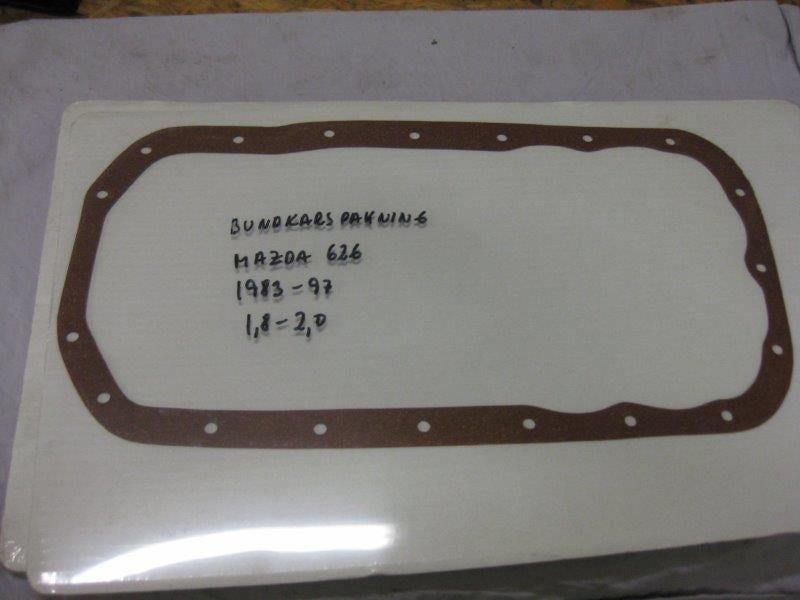 BUNDKARSPAKNING
MAZDA 626
1983-97
1,8-2,0